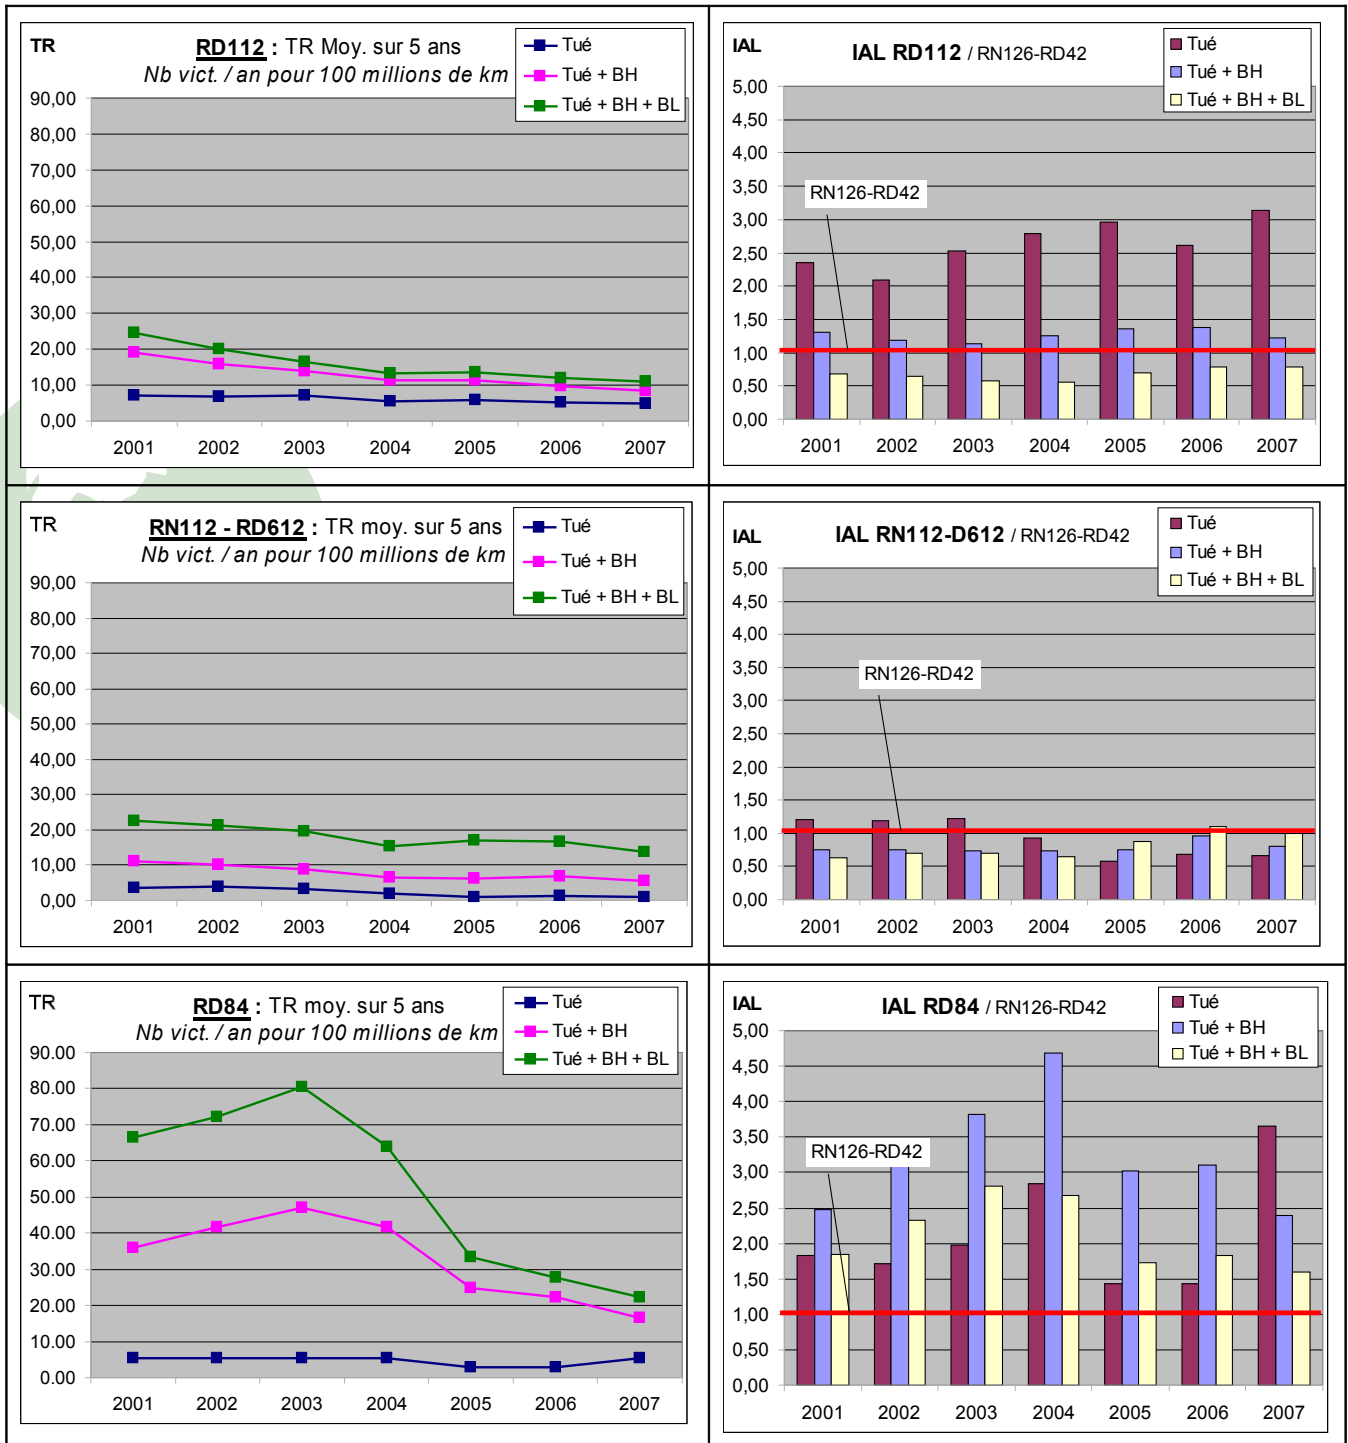 TR
RD112 : TR Moy. sur 5 ans
Nb vict. / an pour 100 millions de km
Tué
Tué + BH
Tué + BH + BL
90,00
80,00
70,00
60,00
50,00
40,00
30,00
20,00
10,00
0,00
2001 2002 2003 2004 2005 2006 2007
IAL
IAL RD112 / RN126-RD42
Tué
Tué + BH
Tué + BH + BL
5,00
4,50
4,00
3,50
3,00
2,50
2,00
1,50
1,00
0,50
0,00
RN126-RD42
2001 2002 2003 2004 2005 2006 2007
TR
RN112 - RD612 : TR moy. sur 5 ans
Nb vict. / an pour 100 millions de km
Tué
Tué + BH
Tué + BH + BL
90,00
80,00
70,00
60,00
50,00
40,00
30,00
20,00
10,00
0,00
2001 2002 2003 2004 2005 2006 2007
IAL
IAL RN112-D612 / RN126-RD42
Tué
Tué + BH
Tué + BH + BL
5,00
4,50
4,00
3,50
3,00
2,50
2,00
1,50
1,00
0,50
0,00
RN126-RD42
2001 2002 2003 2004 2005 2006 2007
TR
RD84 : TR moy. sur 5 ans
Nb vict. / an pour 100 millions de km
Tué
Tué + BH
Tué + BH + BL
90.00
80.00
70.00
60.00
50.00
40.00
30.00
20.00
10.00
0.00
2001 2002 2003 2004 2005 2006 2007
IAL
IAL RD84 / RN126-RD42
Tué
Tué + BH
Tué + BH + BL
5,00
4,50
4,00
3,50
3,00
2,50
2,00
1,50
1,00
0,50
0,00
RN126-RD42
2001 2002 2003 2004 2005 2006 2007